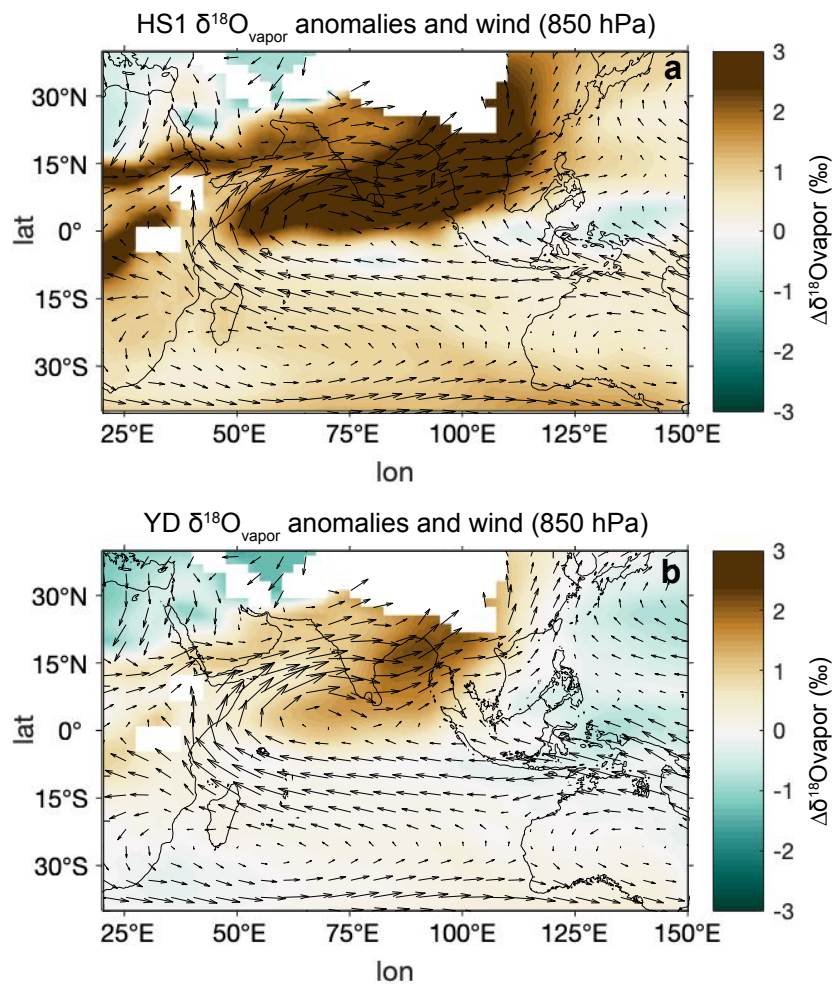 HS1 δ¹⁸Ovapor anomalies and wind (850 hPa)
a
30°N
15°N
0°
15°S
30°S
lat
25°E 50°E 75°E 100°E 125°E 150°E
lon
3
2
1
0
-1
-2
-3
Δδ¹⁸Ovapor (‰)
YD δ¹⁸Ovapor anomalies and wind (850 hPa)
b
30°N
15°N
0°
15°S
30°S
lat
25°E 50°E 75°E 100°E 125°E 150°E
lon
3
2
1
0
-1
-2
-3
Δδ¹⁸Ovapor (‰)